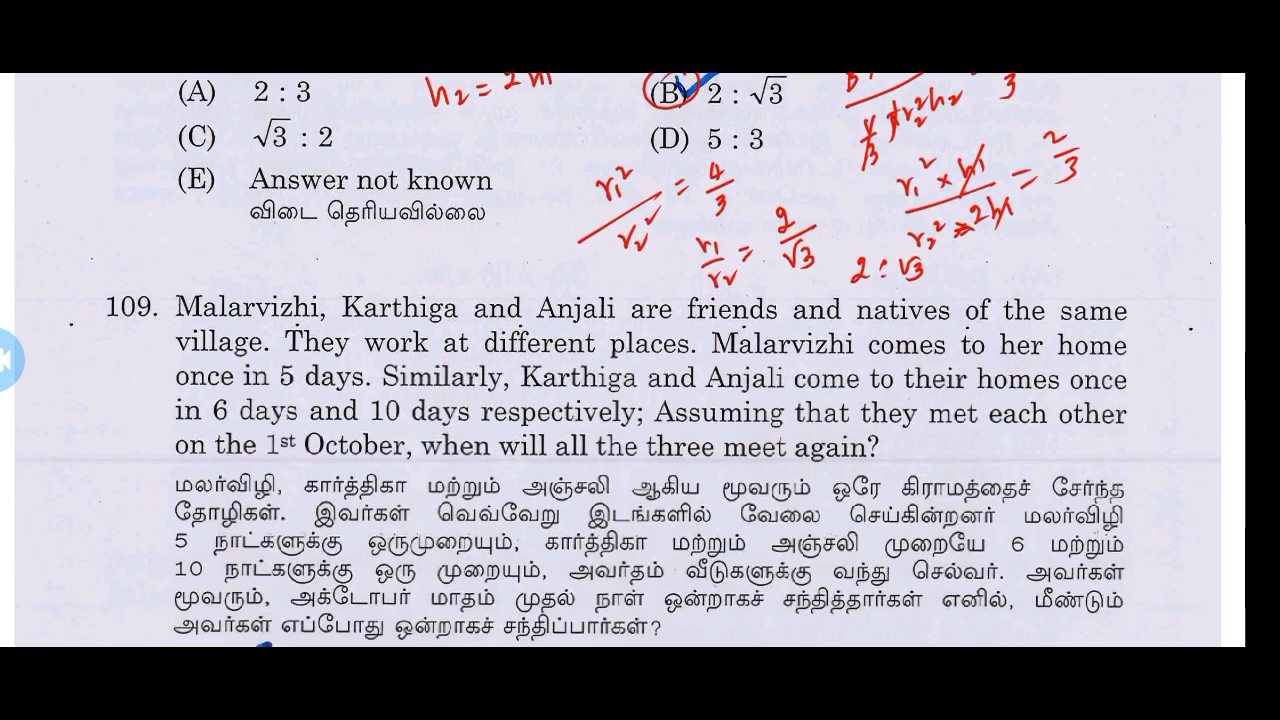 (A) 2 : 3
h₂ = 2h₁
(B) 2 : √3
(C) √3 : 2
(D) 5 : 3
(E) Answer not known
விடை தெரியவில்லை
r₁²/r₂² = 4/3
r₁/r₂ = 2/√3
r₂²h₂
3
r₁² × h₁ / r₂² × 2h₁ = 2/3
2 : √3
109. Malarvizhi, Karthiga and Anjali are friends and natives of the same
village. They work at different places. Malarvizhi comes to her home
once in 5 days. Similarly, Karthiga and Anjali come to their homes once
in 6 days and 10 days respectively; Assuming that they met each other
on the 1st October, when will all the three meet again?
மலர்விழி, கார்த்திகா மற்றும் அஞ்சலி ஆகிய மூவரும் ஒரே கிராமத்தைச் சேர்ந்த
தோழிகள். இவர்கள் வெவ்வேறு இடங்களில் வேலை செய்கின்றனர் மலர்விழி
5 நாட்களுக்கு ஒருமுறையும், கார்த்திகா மற்றும் அஞ்சலி முறையே 6 மற்றும்
10 நாட்களுக்கு ஒரு முறையும், அவர்தம் வீடுகளுக்கு வந்து செல்வர். அவர்கள்
மூவரும், அக்டோபர் மாதம் முதல் நாள் ஒன்றாகச் சந்தித்தார்கள் எனில், மீண்டும்
அவர்கள் எப்போது ஒன்றாகச் சந்திப்பார்கள்?